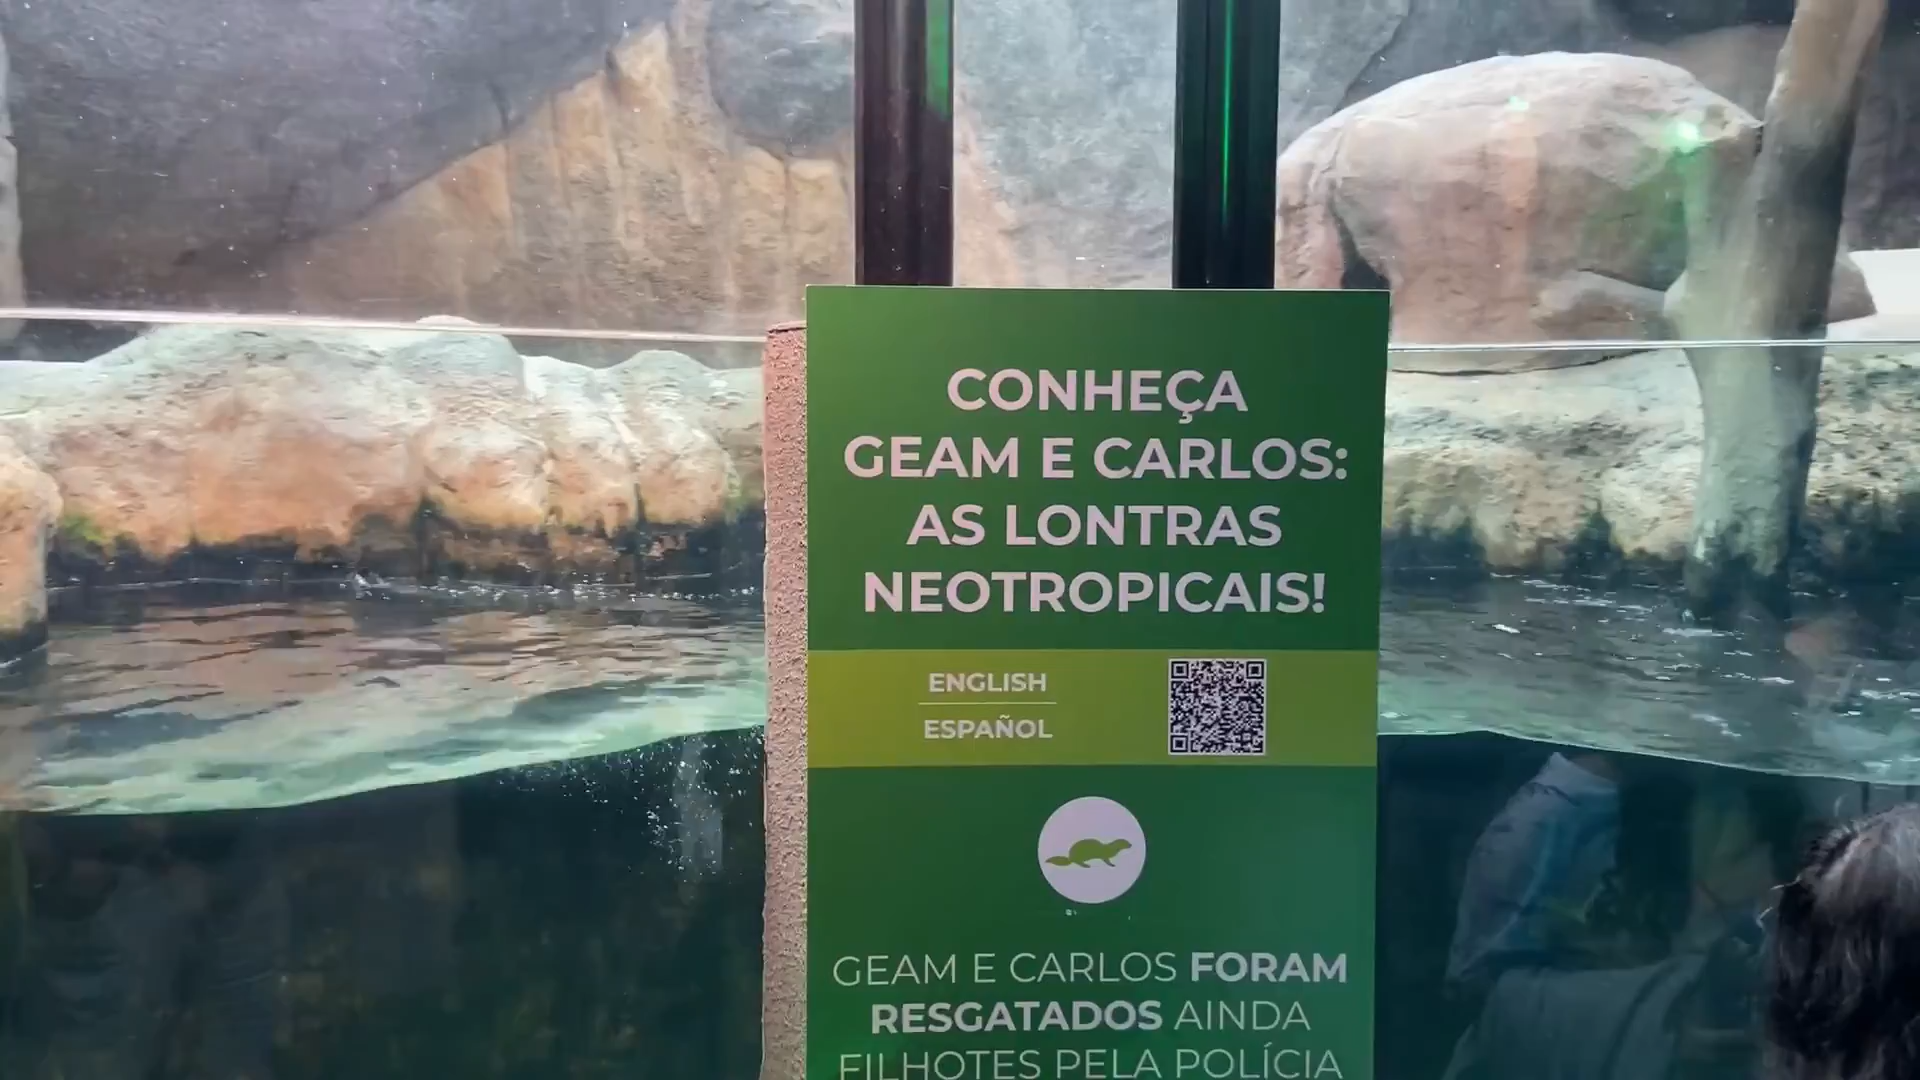 CONHEÇA
GEAM E CARLOS:
AS LONTRAS
NEOTROPICAIS!
ENGLISH
ESPAÑOL
GEAM E CARLOS FORAM
RESGATADOS AINDA
FILHOTES PELA POLÍCIA